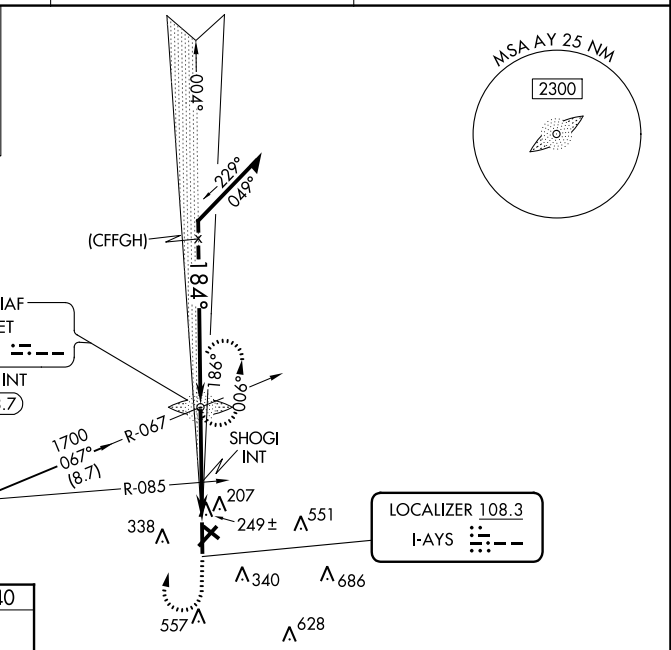 MSA AY 25 NM
2300
004°
229°
049°
(CFFGH)
184°
IAF
ET
INT
.7)
186°
006°
1700
067°
(8.7)
R-067
SHOGI
INT
R-085
207
249±
551
338
LOCALIZER 108.3
I-AYS
340
686
557
628
40